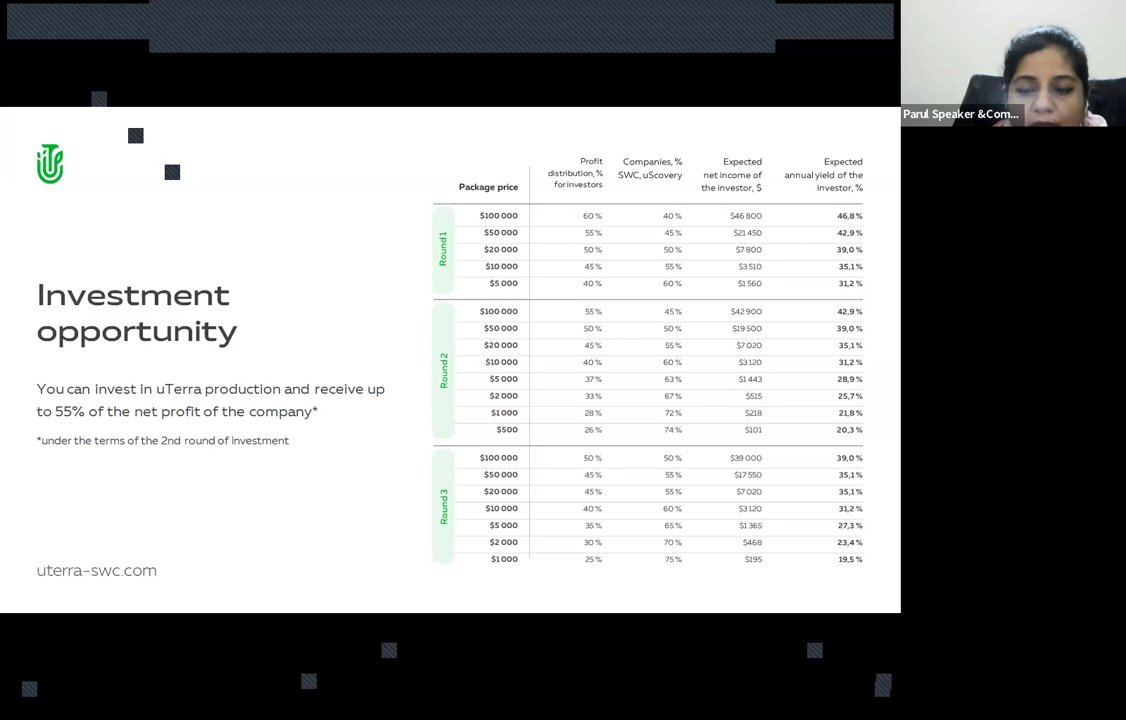 Parul Speaker &Com...
Investment
opportunity
You can invest in uTerra production and receive up
to 55% of the net profit of the company*
*under the terms of the 2nd round of investment
uterra-swc.com
Package price Profit distribution, % for investors Companies, % SWC, uScovery Expected net income of the investor, $ Expected annual yield of the investor, %
Round 1
$100 000 60 % 40 % $46 800 46,8 %
$50 000 55 % 45 % $21 450 42,9 %
$20 000 50 % 50 % $7 800 39,0 %
$10 000 45 % 55 % $3 510 35,1 %
$5 000 40 % 60 % $1 560 31,2 %
Round 2
$100 000 55 % 45 % $42 900 42,9 %
$50 000 50 % 50 % $19 500 39,0 %
$20 000 45 % 55 % $7 020 35,1 %
$10 000 40 % 60 % $3 120 31,2 %
$5 000 37 % 63 % $1 443 28,9 %
$2 000 33 % 67 % $515 25,7 %
$1 000 28 % 72 % $218 21,8 %
$500 26 % 74 % $101 20,3 %
Round 3
$100 000 50 % 50 % $39 000 39,0 %
$50 000 45 % 55 % $17 550 35,1 %
$20 000 45 % 55 % $7 020 35,1 %
$10 000 40 % 60 % $3 120 31,2 %
$5 000 35 % 65 % $1 365 27,3 %
$2 000 30 % 70 % $468 23,4 %
$1 000 25 % 75 % $195 19,5 %